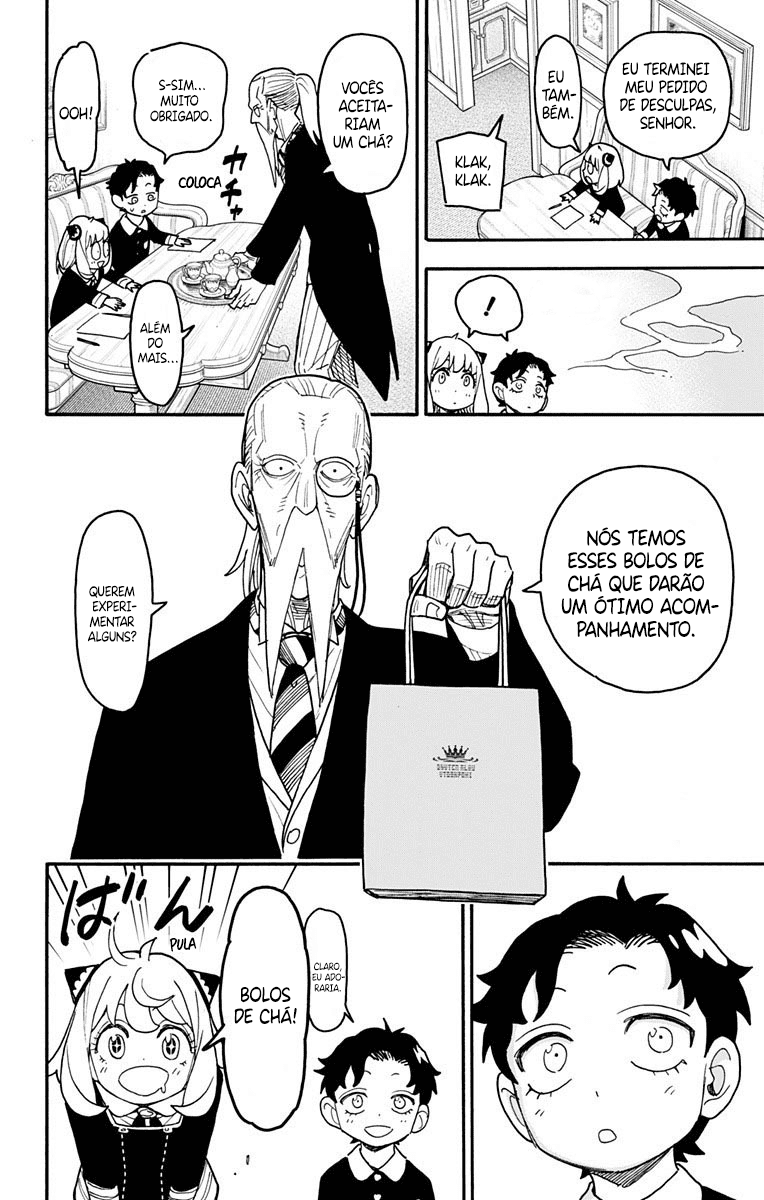 EU TERMINEI
MEU PEDIDO
DE DESCULPAS,
SENHOR.
EU
TAM-
BÉM.
KLAK,
KLAK.
VOCÊS
ACEITA-
RIAM
UM CHÁ?
S-SIM...
MUITO
OBRIGADO.
OOH!
カチャ
COLOCA
ALÉM
DO
MAIS...
!
NÓS TEMOS
ESSES BOLOS DE
CHÁ QUE DARÃO
UM ÓTIMO ACOM-
PANHAMENTO.
QUEREM
EXPERI-
MENTAR
ALGUNS?
CLARO,
EU ADO-
RARIA.
BOLOS
DE CHÁ!
ばん
PULA